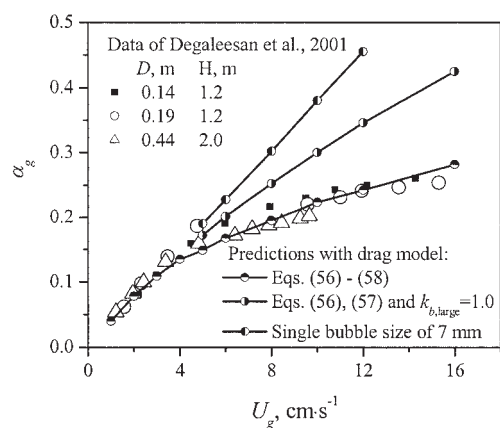 Data of Degaleesan et al., 2001
D, m H, m
0.14 1.2
0.19 1.2
0.44 2.0
0.5
0.4
0.3
0.2
0.1
0.0
αg
Predictions with drag model:
Eqs. (56) - (58)
Eqs. (56), (57) and kb,large=1.0
Single bubble size of 7 mm
0 4 8 12 16
Ug, cm·s-1